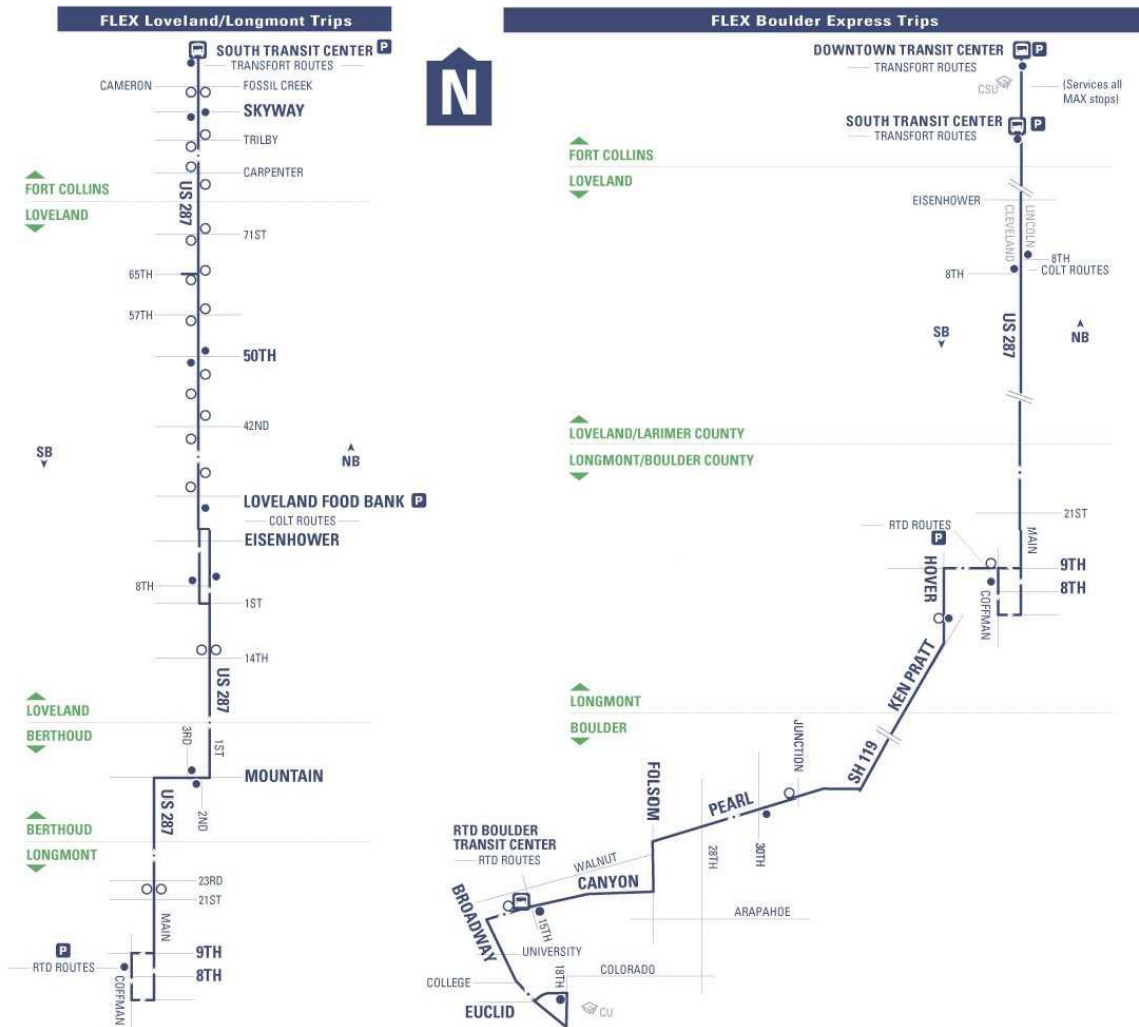 FLEX Loveland/Longmont Trips
SOUTH TRANSIT CENTER P
TRANSFORT ROUTES
CAMERON
FOSSIL CREEK
SKYWAY
TRILBY
CARPENTER
US 287
FORT COLLINS
LOVELAND
71ST
65TH
57TH
50TH
42ND
SB
NB
LOVELAND FOOD BANK P
COLT ROUTES
EISENHOWER
8TH
1ST
14TH
US 287
LOVELAND
BERTHOUD
3RD
1ST
MOUNTAIN
US 287
2ND
BERTHOUD
LONGMONT
23RD
21ST
MAIN
P
9TH
RTD ROUTES
8TH
COFFMAN
N
FLEX Boulder Express Trips
DOWNTOWN TRANSIT CENTER P
TRANSFORT ROUTES
CSU
(Services all
MAX stops)
SOUTH TRANSIT CENTER P
TRANSFORT ROUTES
FORT COLLINS
LOVELAND
EISENHOWER
CLEVELAND
LINCOLN
8TH
COLT ROUTES
8TH
US 287
SB
NB
LOVELAND/LARIMER COUNTY
LONGMONT/BOULDER COUNTY
21ST
RTD ROUTES
P
MAIN
HOVER
9TH
8TH
COFFMAN
KEN PRATT
LONGMONT
BOULDER
JUNCTION
SH 119
FOLSOM
PEARL
28TH
30TH
RTD BOULDER
TRANSIT CENTER
RTD ROUTES
WALNUT
CANYON
BROADWAY
15TH
ARAPAHOE
UNIVERSITY
18TH
COLORADO
COLLEGE
EUCLID
CU